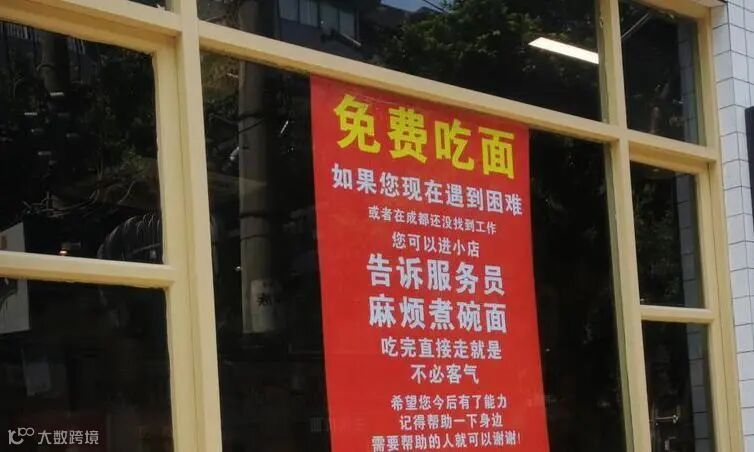 免费吃面
如果您现在遇到困难
或者在成都还没找到工作
您可以进小店
告诉服务员
麻烦煮碗面
吃完直接走就是
不必客气
希望您今后有了能力
记得帮助一下身边
需要帮助的人就可以谢谢!
大数跨境